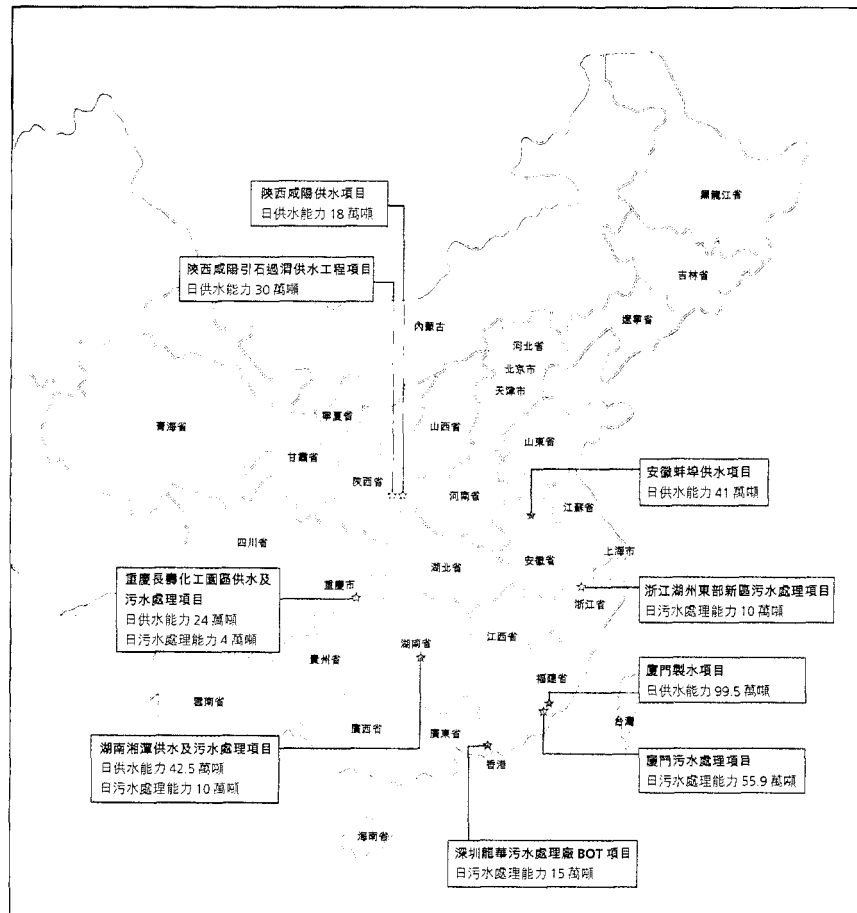 黑龍江省
陝西咸陽供水項目
日供水能力 18 萬噸
吉林省
陝西咸陽引石過渭供水工程項目
日供水能力 30 萬噸
遼寧省
內蒙古
河北省
北京市
天津市
寧夏省
青海省
山西省
山東省
甘肅省
陝西省
河南省
安徽蚌埠供水項目
日供水能力 41 萬噸
江蘇省
四川省
上海市
湖北省
安徽省
重慶長壽化工園區供水及
污水處理項目
日供水能力 24 萬噸
日污水處理能力 4 萬噸
重慶市
浙江湖州東部新區污水處理項目
日污水處理能力 10 萬噸
浙江省
江西省
湖南省
貴州省
廈門製水項目
日供水能力 99.5 萬噸
福建省
雲南省
台灣
廣西省
廣東省
湖南湘潭供水及污水處理項目
日供水能力 42.5 萬噸
日污水處理能力 10 萬噸
香港
廈門污水處理項目
日污水處理能力 55.9 萬噸
海南省
深圳龍華污水處理廠 BOT 項目
日污水處理能力 15 萬噸